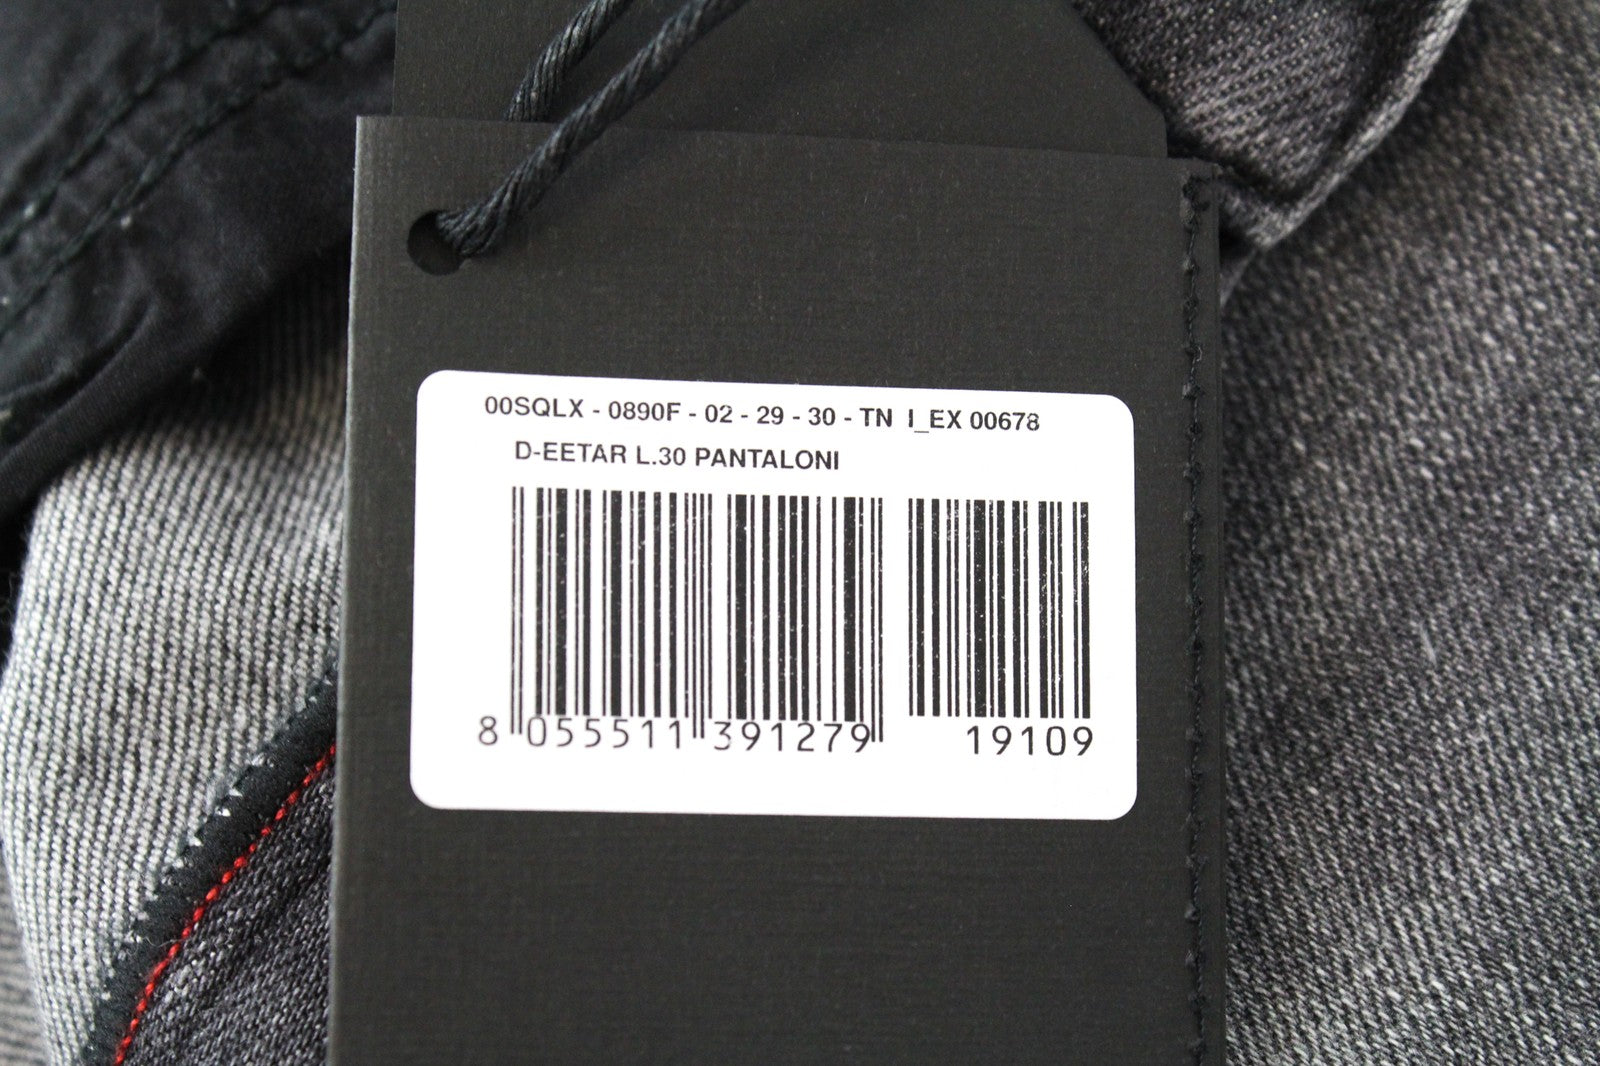 00SQLX - 0890F - 02 - 29 - 30 - TN I_EX 00678
D-EETAR L.30 PANTALONI
8 055511 391279 19109